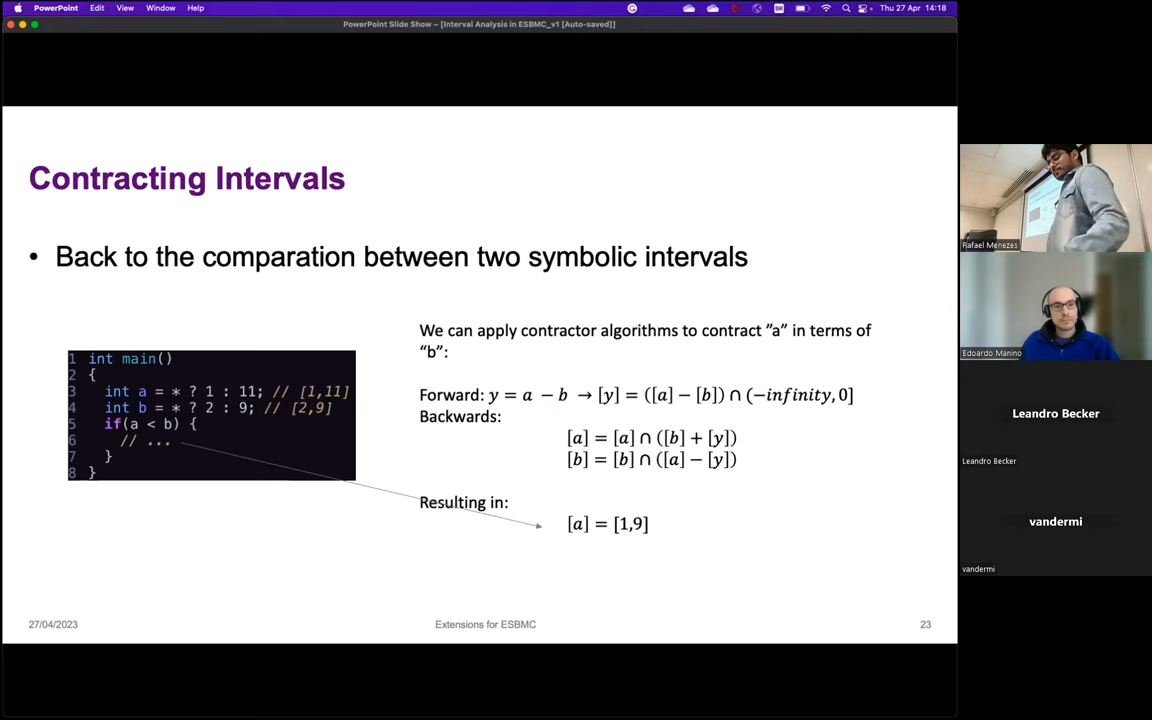 PowerPoint Edit View Window Help
BR Thu 27 Apr 14:18
PowerPoint Slide Show – [Interval Analysis in ESBMC_v1 [Auto-saved]]
Contracting Intervals
• Back to the comparation between two symbolic intervals
1 int main()
2 {
3 int a = * ? 1 : 11; // [1,11]
4 int b = * ? 2 : 9; // [2,9]
5 if(a < b) {
6 // ...
7 }
8 }
We can apply contractor algorithms to contract ”a” in terms of
“b”:
Forward: y = a − b → [y] = ([a] − [b]) ∩ (−infinity, 0]
Backwards:
[a] = [a] ∩ ([b] + [y])
[b] = [b] ∩ ([a] − [y])
Resulting in:
[a] = [1,9]
27/04/2023
Extensions for ESBMC
23
Rafael Menezes
Edoardo Manino
Leandro Becker
Leandro Becker
vandermi
vandermi